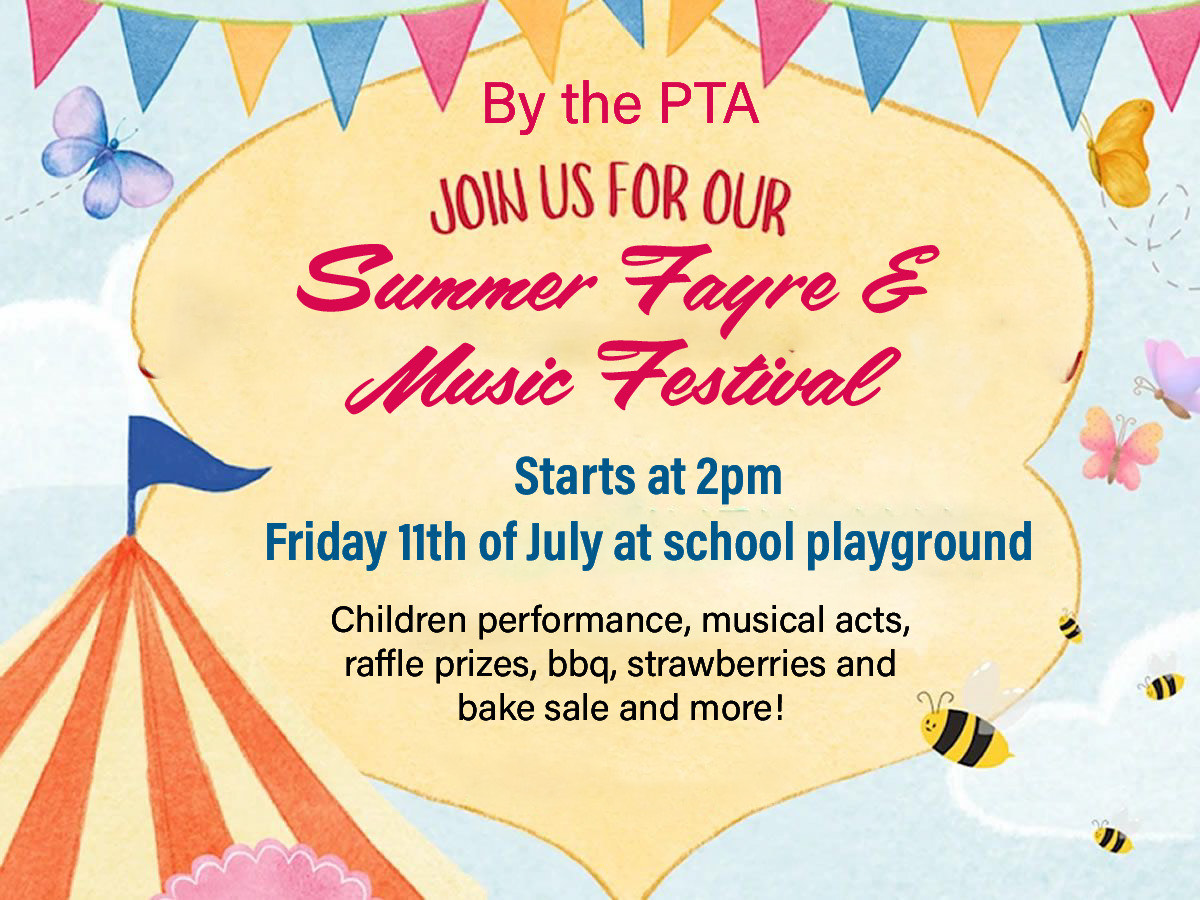 By the PTA
JOIN US FOR OUR
Summer Fayre &
Music Festival
Starts at 2pm
Friday 11th of July at school playground
Children performance, musical acts,
raffle prizes, bbq, strawberries and
bake sale and more!